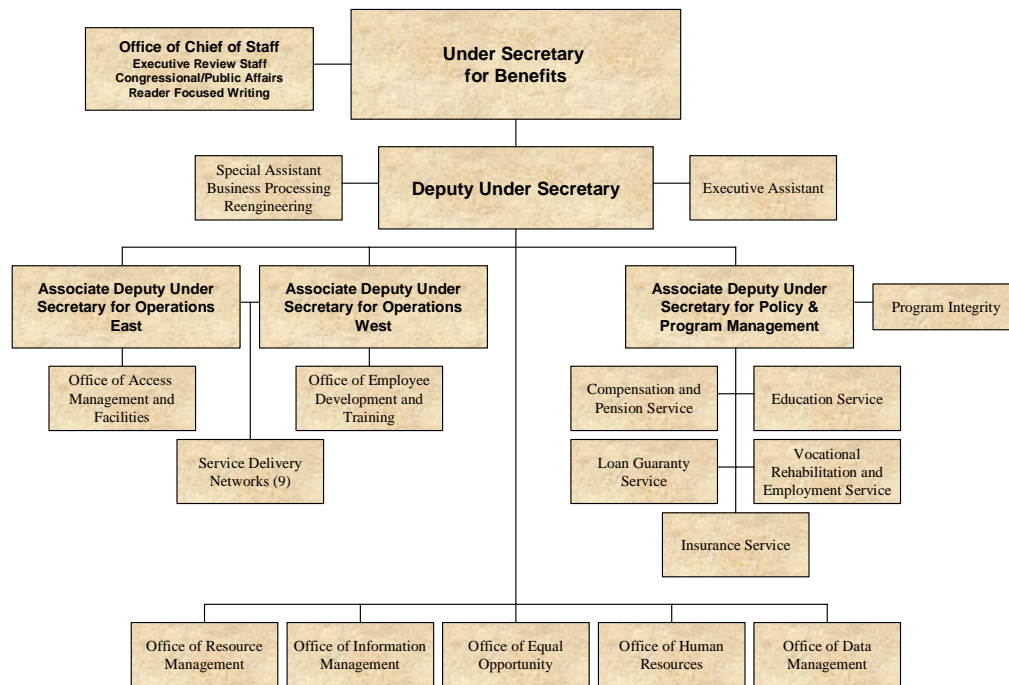 Office of Chief of Staff
Executive Review Staff
Congressional/Public Affairs
Reader Focused Writing
Under Secretary
for Benefits
Special Assistant
Business Processing
Reengineering
Deputy Under Secretary
Executive Assistant
Associate Deputy Under
Secretary for Operations
East
Associate Deputy Under
Secretary for Operations
West
Associate Deputy Under
Secretary for Policy &
Program Management
Program Integrity
Office of Access
Management and
Facilities
Office of Employee
Development and
Training
Service Delivery
Networks (9)
Compensation and
Pension Service
Education Service
Loan Guaranty
Service
Vocational
Rehabilitation and
Employment Service
Insurance Service
Office of Resource
Management
Office of Information
Management
Office of Equal
Opportunity
Office of Human
Resources
Office of Data
Management